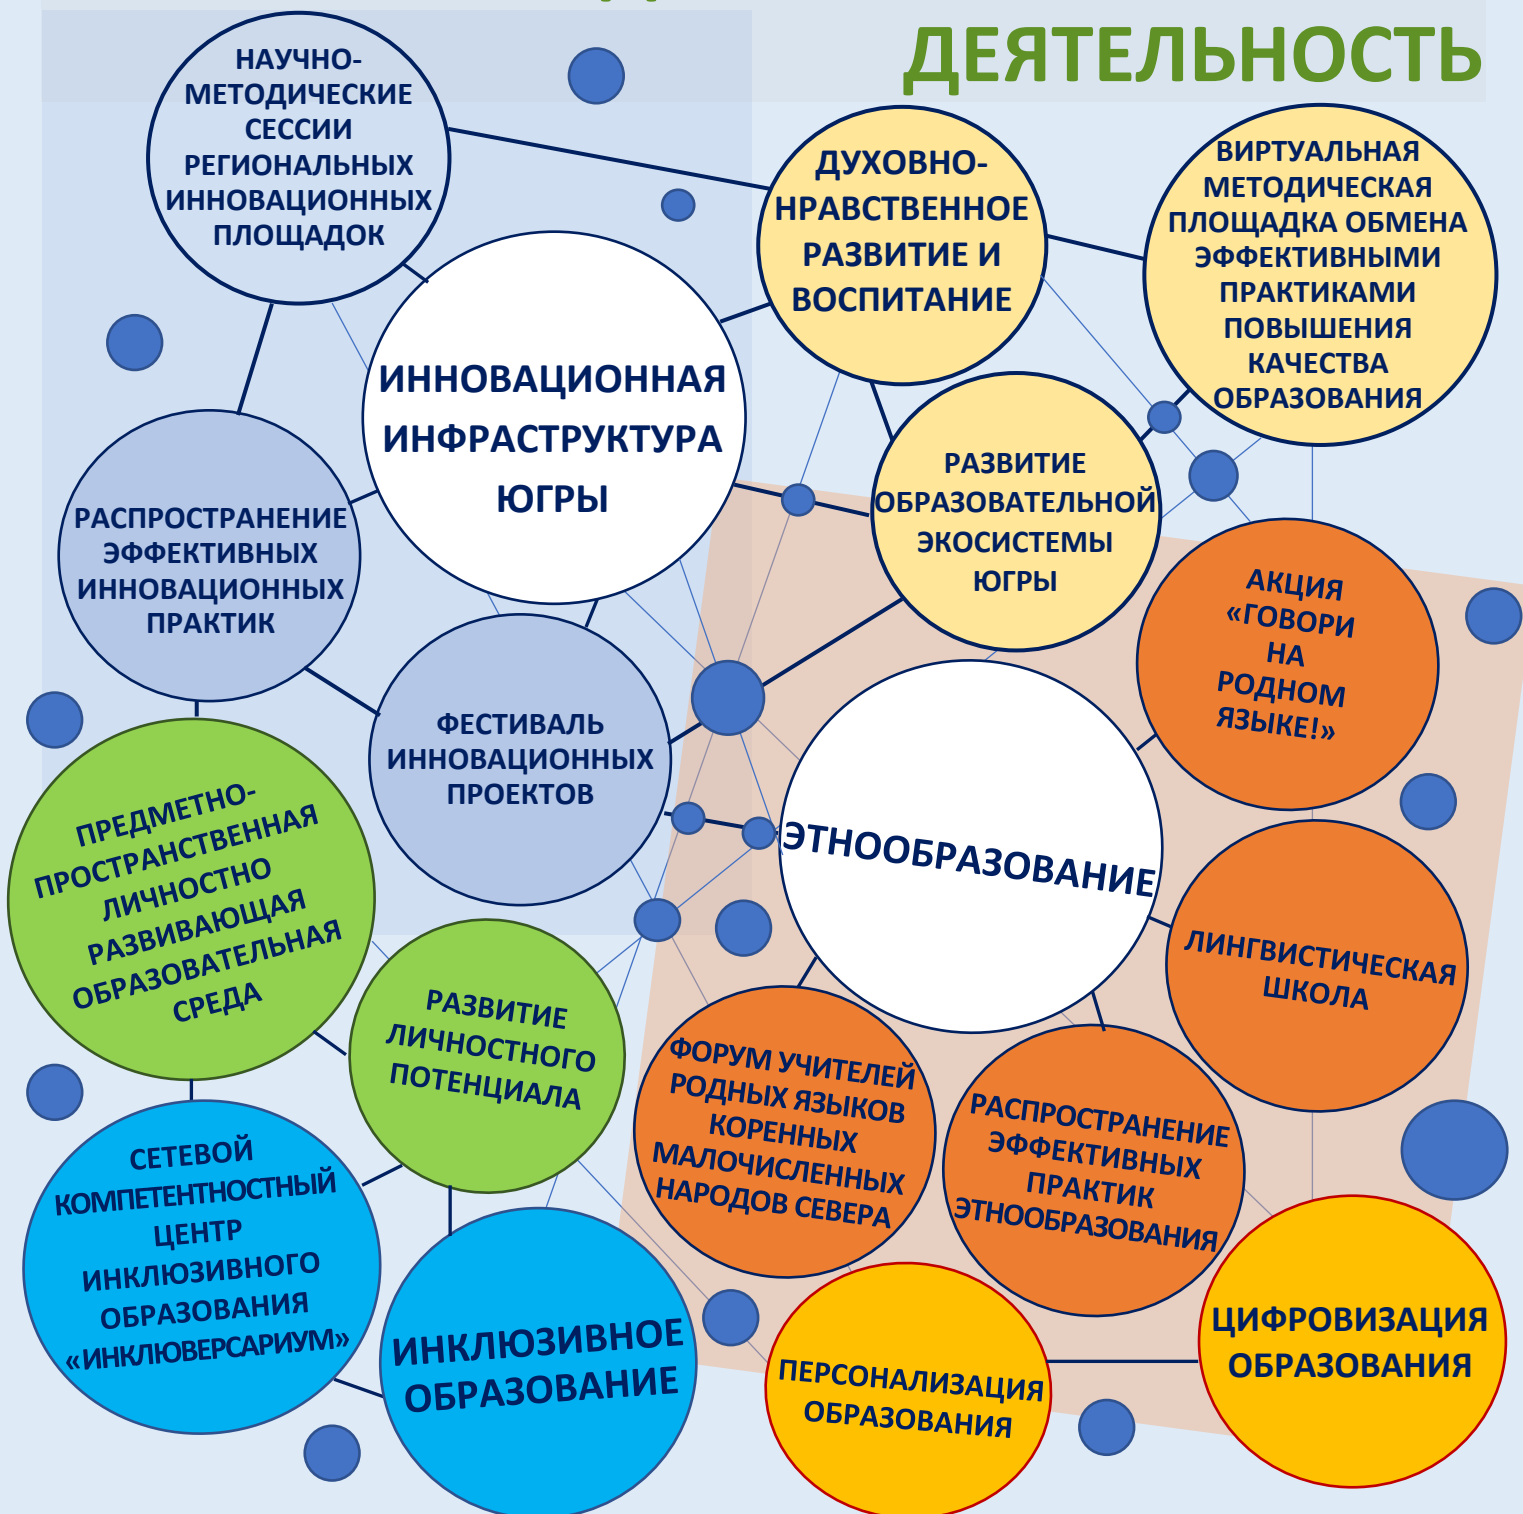 ДЕЯТЕЛЬНОСТЬ
НАУЧНО-
МЕТОДИЧЕСКИЕ
СЕССИИ
РЕГИОНАЛЬНЫХ
ИННОВАЦИОННЫХ
ПЛОЩАДОК
ДУХОВНО-
НРАВСТВЕННОЕ
РАЗВИТИЕ И
ВОСПИТАНИЕ
ВИРТУАЛЬНАЯ
МЕТОДИЧЕСКАЯ
ПЛОЩАДКА ОБМЕНА
ЭФФЕКТИВНЫМИ
ПРАКТИКАМИ
ПОВЫШЕНИЯ
КАЧЕСТВА
ОБРАЗОВАНИЯ
ИННОВАЦИОННАЯ
ИНФРАСТРУКТУРА
ЮГРЫ
РАЗВИТИЕ
ОБРАЗОВАТЕЛЬНОЙ
ЭКОСИСТЕМЫ
ЮГРЫ
РАСПРОСТРАНЕНИЕ
ЭФФЕКТИВНЫХ
ИННОВАЦИОННЫХ
ПРАКТИК
АКЦИЯ
«ГОВОРИ
НА
РОДНОМ
ЯЗЫКЕ!»
ФЕСТИВАЛЬ
ИННОВАЦИОННЫХ
ПРОЕКТОВ
ПРЕДМЕТНО-
ПРОСТРАНСТВЕННАЯ
ЛИЧНОСТНО
РАЗВИВАЮЩАЯ
ОБРАЗОВАТЕЛЬНАЯ
СРЕДА
ЭТНООБРАЗОВАНИЕ
ЛИНГВИСТИЧЕСКАЯ
ШКОЛА
РАЗВИТИЕ
ЛИЧНОСТНОГО
ПОТЕНЦИАЛА
ФОРУМ УЧИТЕЛЕЙ
РОДНЫХ ЯЗЫКОВ
КОРЕННЫХ
МАЛОЧИСЛЕННЫХ
НАРОДОВ СЕВЕРА
РАСПРОСТРАНЕНИЕ
ЭФФЕКТИВНЫХ
ПРАКТИК
ЭТНООБРАЗОВАНИЯ
СЕТЕВОЙ
КОМПЕТЕНТНОСТНЫЙ
ЦЕНТР
ИНКЛЮЗИВНОГО
ОБРАЗОВАНИЯ
«ИНКЛЮВЕРСАРИУМ»
ИНКЛЮЗИВНОЕ
ОБРАЗОВАНИЕ
ПЕРСОНАЛИЗАЦИЯ
ОБРАЗОВАНИЯ
ЦИФРОВИЗАЦИЯ
ОБРАЗОВАНИЯ